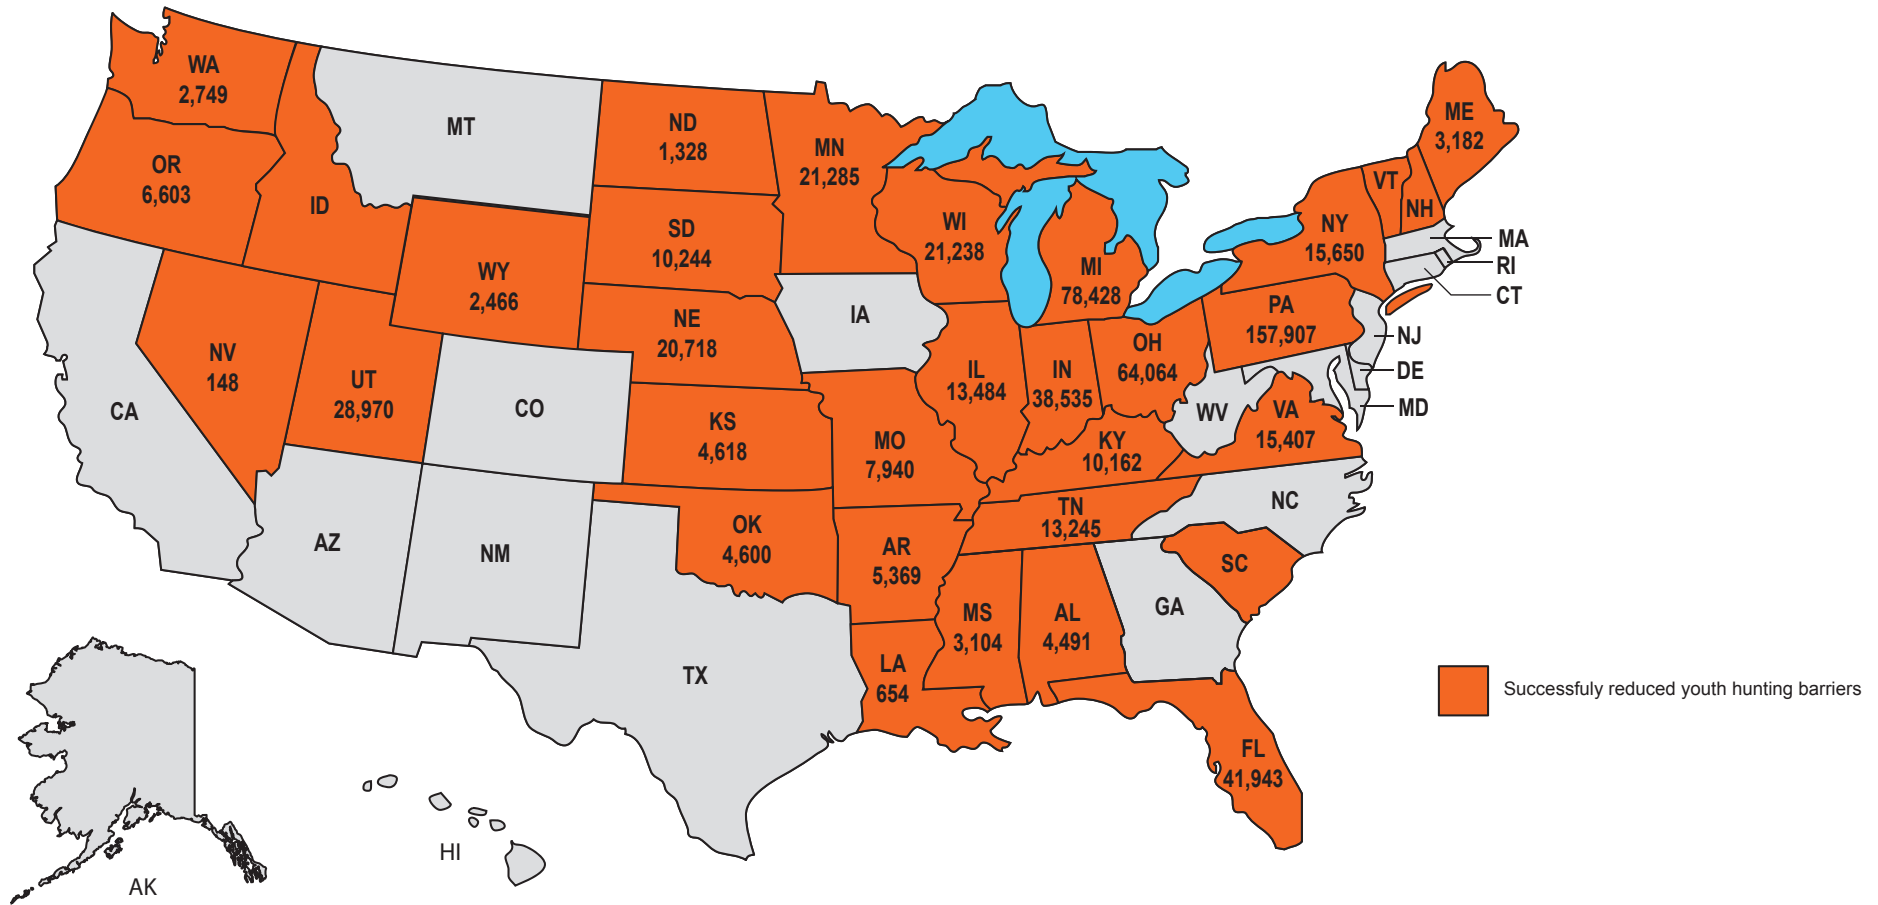 WA
2,749
OR
6,603
ID
MT
ND
1,328
MN
21,285
SD
10,244
WY
2,466
WI
21,238
MI
78,428
ME
3,182
VT
NH
NY
15,650
MA
RI
CT
NJ
DE
MD
PA
157,907
NE
20,718
IA
NV
148
UT
28,970
CA
CO
KS
4,618
MO
7,940
IL
13,484
IN
38,535
OH
64,064
WV
VA
15,407
KY
10,162
TN
13,245
NC
SC
AZ
NM
OK
4,600
AR
5,369
MS
3,104
AL
4,491
GA
TX
LA
654
FL
41,943
AK
HI
Successfuly reduced youth hunting barriers